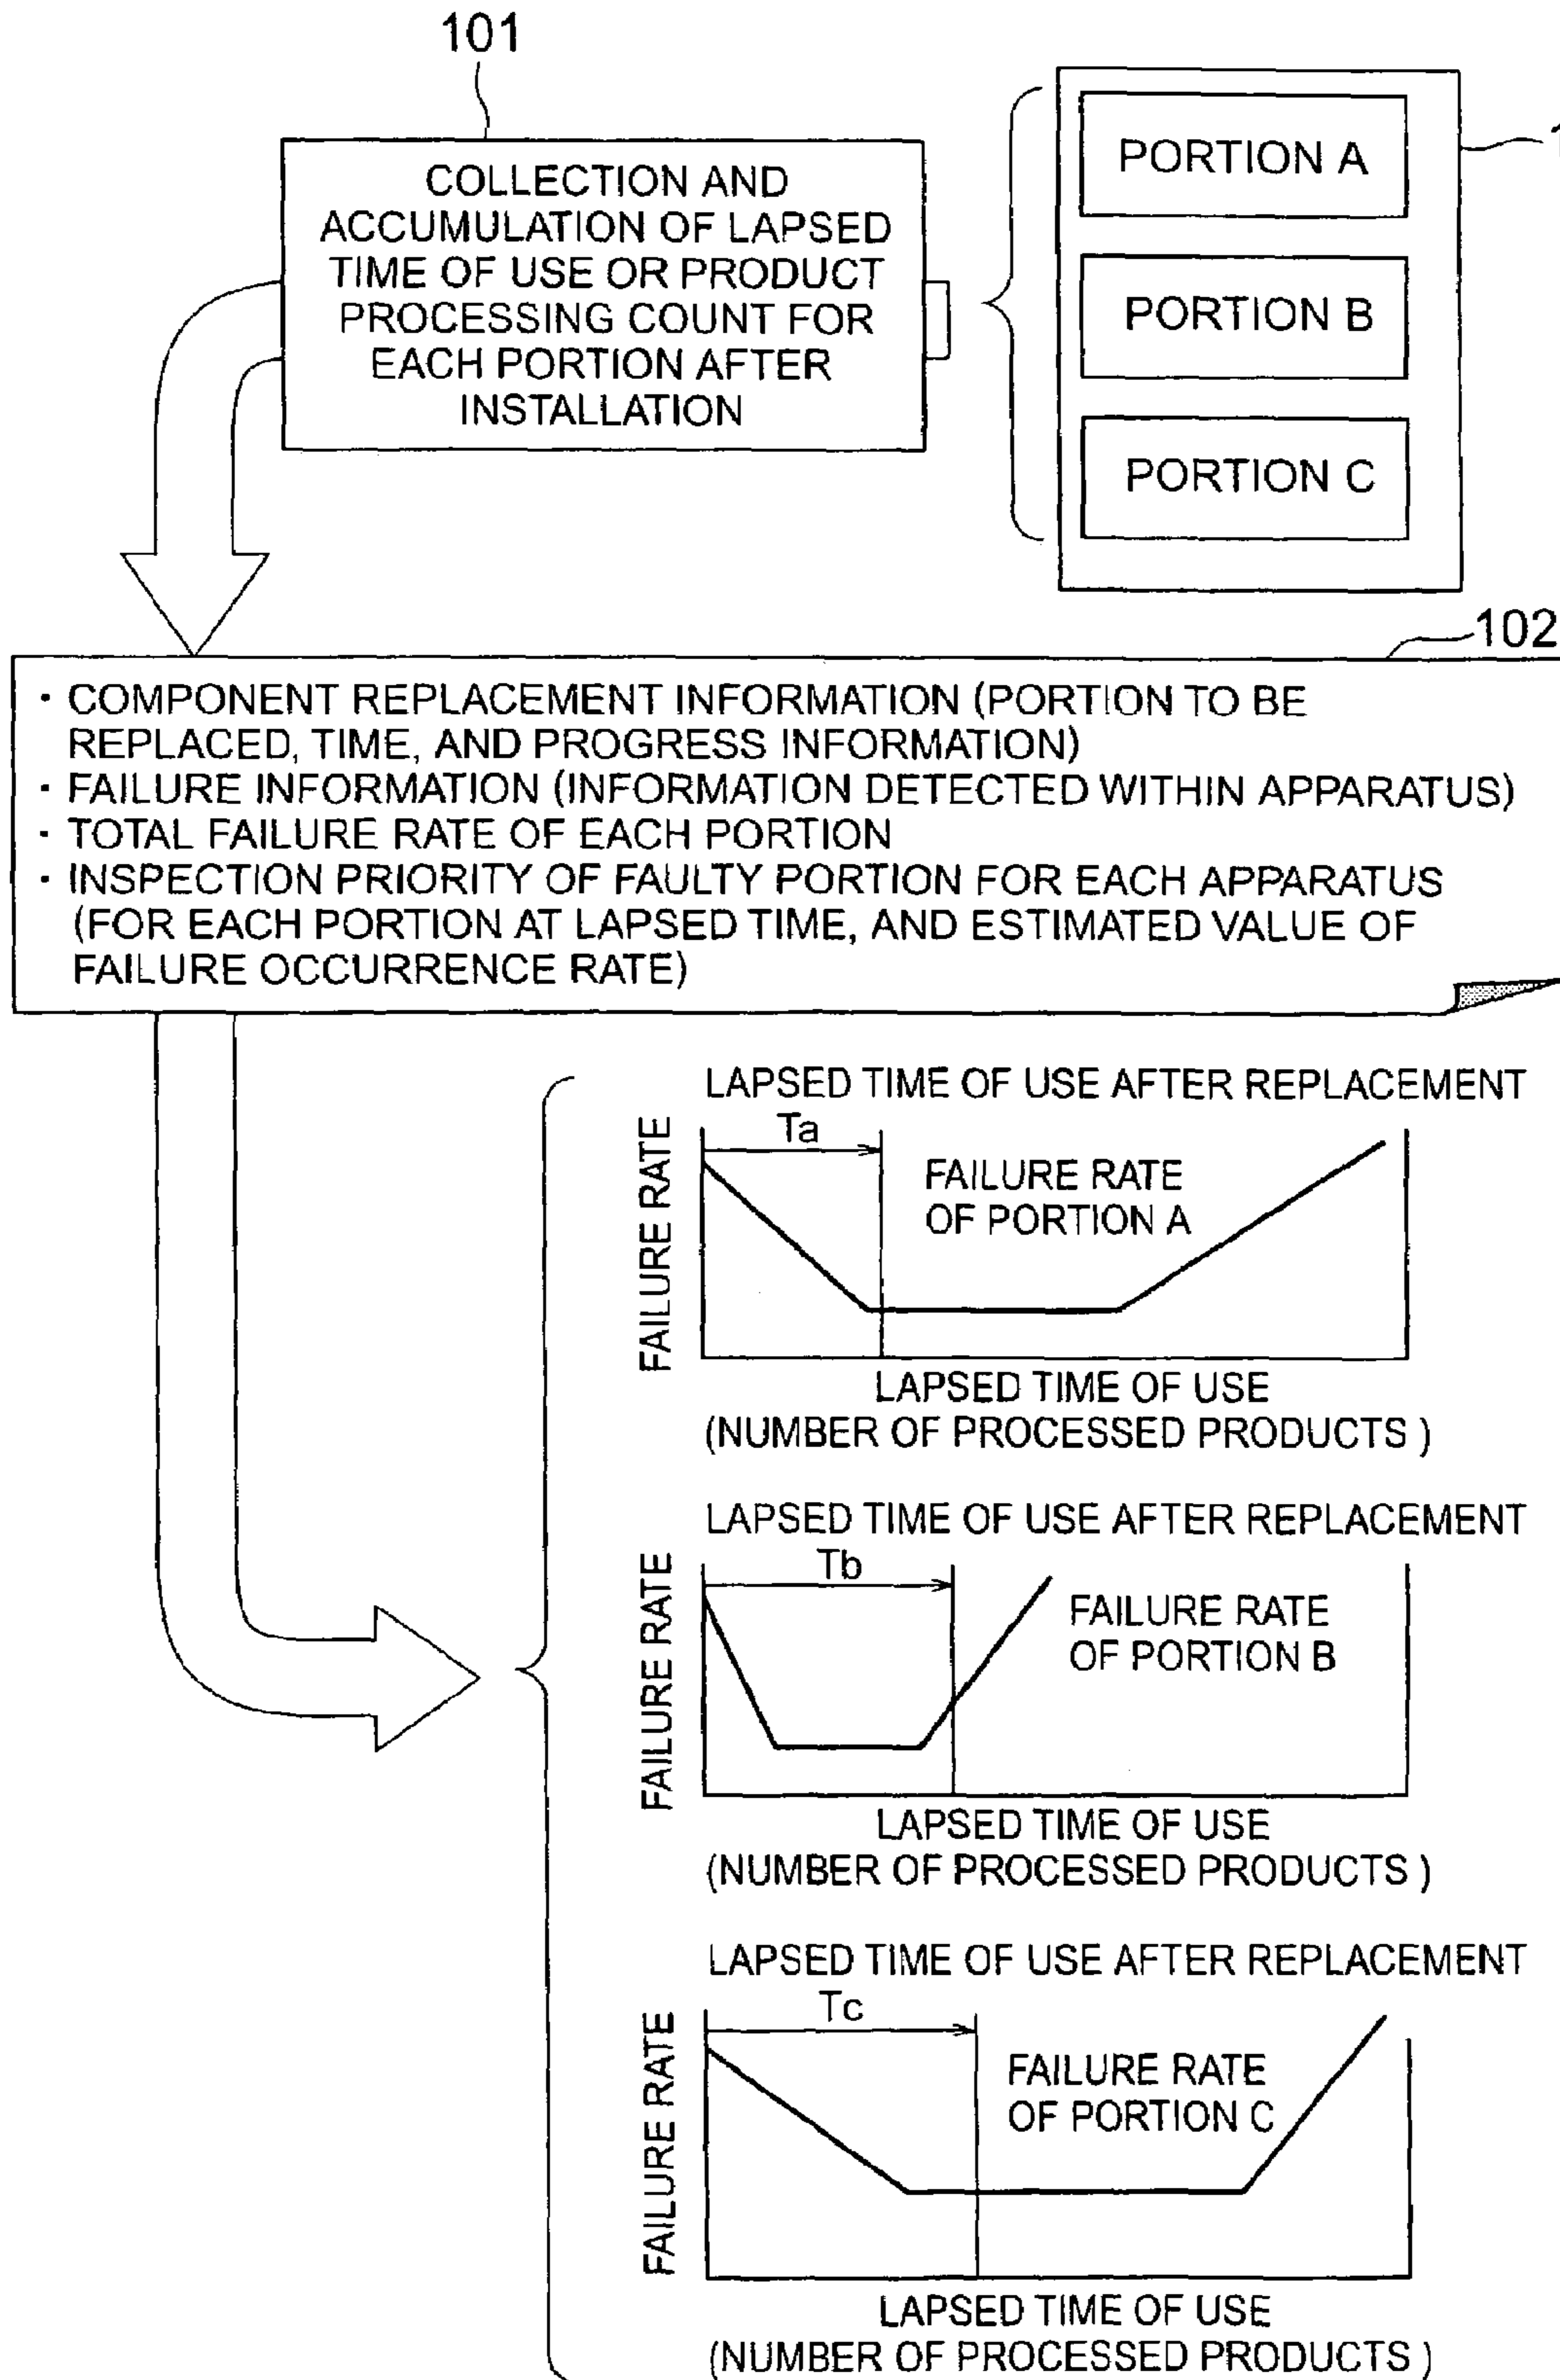 101
COLLECTION AND
ACCUMULATION OF LAPSED
TIME OF USE OR PRODUCT
PROCESSING COUNT FOR
EACH PORTION AFTER
INSTALLATION
PORTION A
1
PORTION B
PORTION C
102
· COMPONENT REPLACEMENT INFORMATION (PORTION TO BE
REPLACED, TIME, AND PROGRESS INFORMATION)
· FAILURE INFORMATION (INFORMATION DETECTED WITHIN APPARATUS)
· TOTAL FAILURE RATE OF EACH PORTION
· INSPECTION PRIORITY OF FAULTY PORTION FOR EACH APPARATUS
(FOR EACH PORTION AT LAPSED TIME, AND ESTIMATED VALUE OF
FAILURE OCCURRENCE RATE)
LAPSED TIME OF USE AFTER REPLACEMENT
Ta
FAILURE RATE
FAILURE RATE
OF PORTION A
LAPSED TIME OF USE
(NUMBER OF PROCESSED PRODUCTS )
LAPSED TIME OF USE AFTER REPLACEMENT
Tb
FAILURE RATE
FAILURE RATE
OF PORTION B
LAPSED TIME OF USE
(NUMBER OF PROCESSED PRODUCTS )
LAPSED TIME OF USE AFTER REPLACEMENT
Tc
FAILURE RATE
FAILURE RATE
OF PORTION C
LAPSED TIME OF USE
(NUMBER OF PROCESSED PRODUCTS )